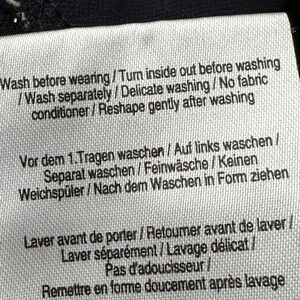 Wash before wearing / Turn inside out before washing
/ Wash separately / Delicate washing / No fabric
conditioner / Reshape gently after washing
Vor dem 1.Tragen waschen / Auf links waschen /
Separat waschen / Feinwäsche / Keinen
Weichspüler / Nach dem Waschen in Form ziehen
Laver avant de porter / Retourner avant de laver /
Laver séparément / Lavage délicat /
Pas d'adoucisseur /
Remettre en forme doucement après lavage